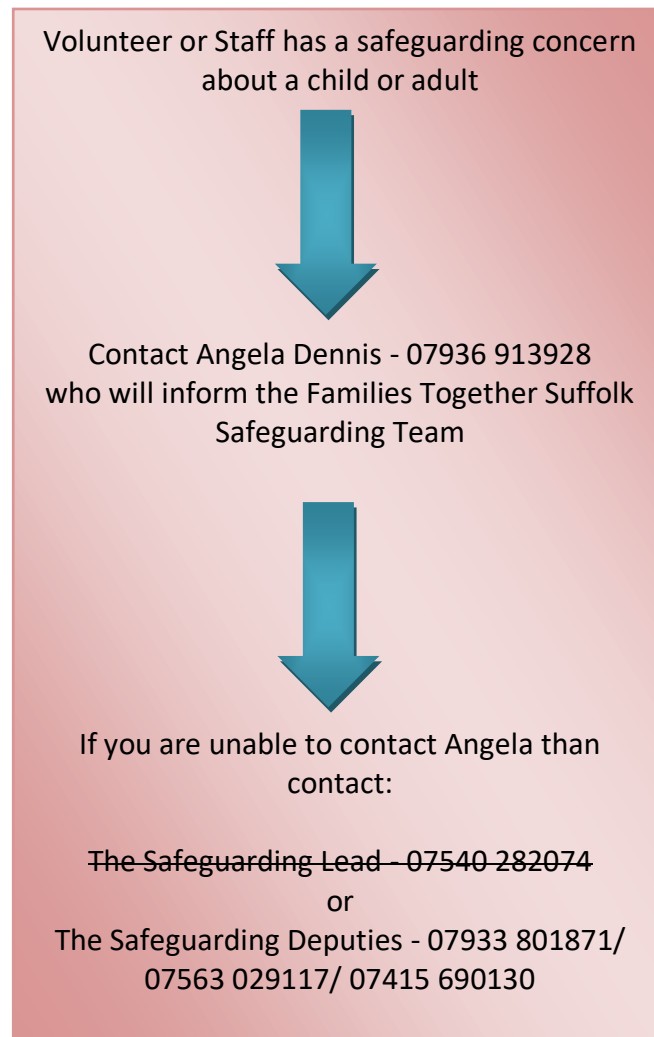 Volunteer or Staff has a safeguarding concern
about a child or adult
Contact Angela Dennis - 07936 913928
who will inform the Families Together Suffolk
Safeguarding Team
If you are unable to contact Angela than
contact:
The Safeguarding Lead - 07540 282074
or
The Safeguarding Deputies - 07933 801871/
07563 029117/ 07415 690130